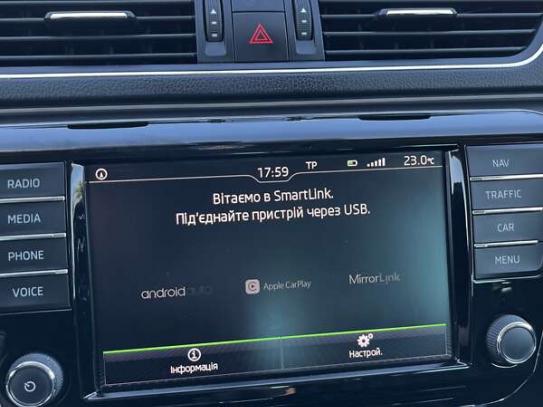 17:59 TP 23.0°C
RADIO
MEDIA
PHONE
VOICE
Вітаємо в SmartLink.
Під'єднайте пристрій через USB.
androidauto
Apple CarPlay
MirrorLink
Інформація
Настрой.
NAV
TRAFFIC
CAR
MENU